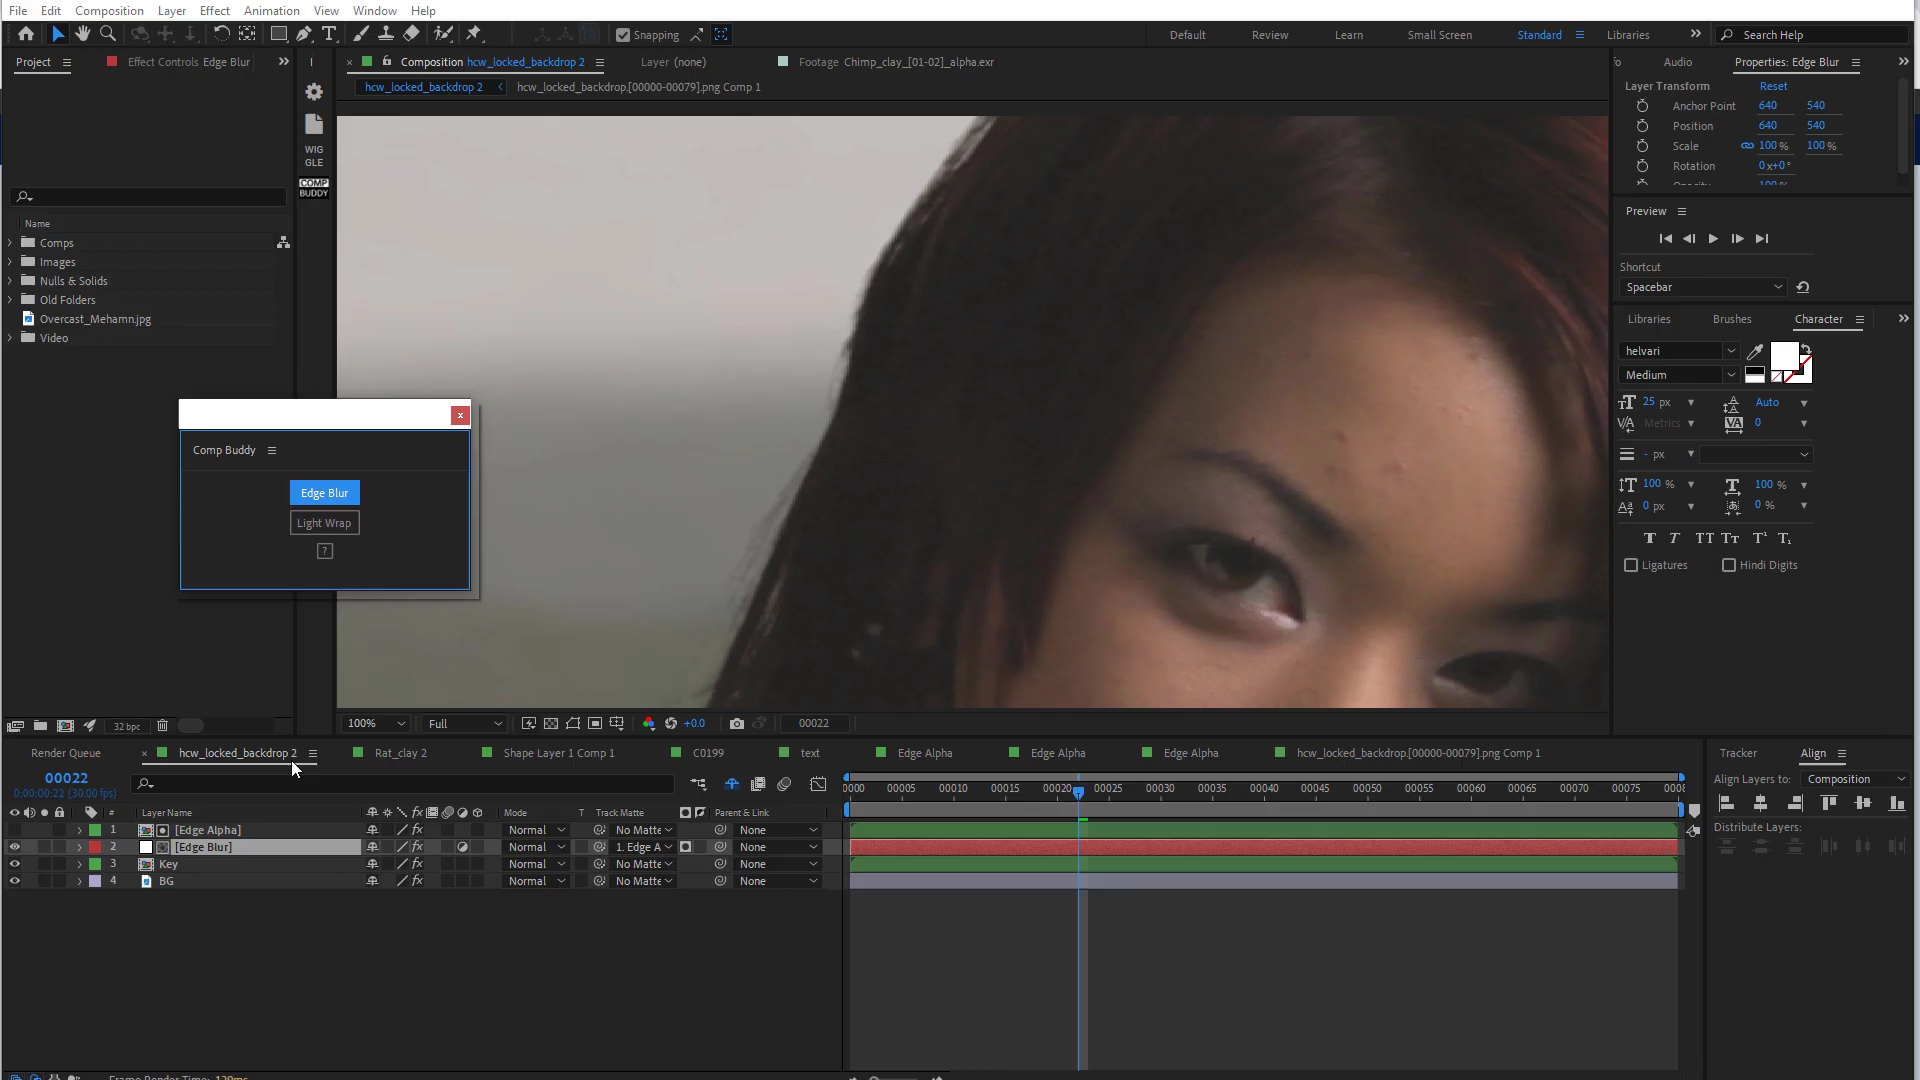 File Edit Composition Layer Effect Animation View Window Help
Snapping
Default Review Learn Small Screen Standard Libraries Search Help
Project
Effect Controls Edge Blur
Composition hcw_locked_backdrop 2
Layer (none)
Footage Chimp_clay_[01-02]_alpha.exr
Audio
Properties: Edge Blur
hcw_locked_backdrop 2
hcw_locked_backdrop.[00000-00079].png Comp 1
Layer Transform Reset
Anchor Point 640 540
Position 640 540
Scale 100 % 100 %
Rotation 0 x+0 °
WIG
GLE
COMP
BUDDY
Name
Comps
Images
Nulls & Solids
Old Folders
Overcast_Mehamn.jpg
Video
Preview
Shortcut
Spacebar
Libraries Brushes Character
helvari
Medium
25 px Auto
Metrics 0
- px
100 % 100 %
0 px 0 %
Ligatures Hindi Digits
Comp Buddy
Edge Blur
Light Wrap
?
32 bpc
100% Full +0.0 00022
Render Queue hcw_locked_backdrop 2 Rat_clay 2 Shape Layer 1 Comp 1 C0199 text Edge Alpha Edge Alpha Edge Alpha hcw_locked_backdrop.[00000-00079].png Comp 1
Tracker Align
00022
0:00:00:22 (30.00 fps)
Align Layers to: Composition
0000 00005 00010 00015 00020 00025 00030 00035 00040 00045 00050 00055 00060 00065 00070 00075 0008
# Layer Name Mode T Track Matte Parent & Link
Distribute Layers:
1 [Edge Alpha] Normal No Matte None
2 [Edge Blur] Normal 1. Edge A None
3 Key Normal No Matte None
4 BG Normal No Matte None
Frame Render Time: 129ms